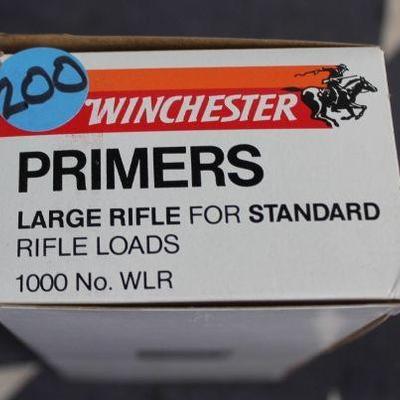 200
WINCHESTER
PRIMERS
LARGE RIFLE FOR STANDARD
RIFLE LOADS
1000 No. WLR